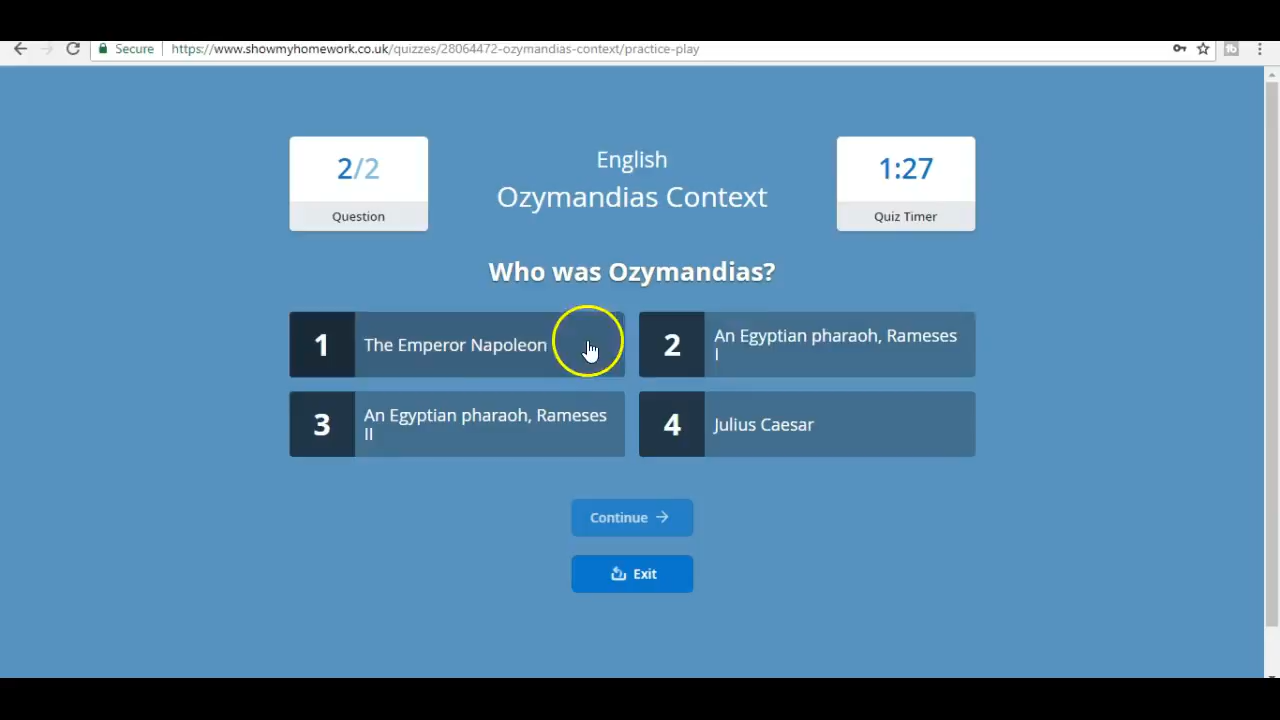 Secure https://www.showmyhomework.co.uk/quizzes/28064472-ozymandias-context/practice-play
2/2
Question
English
Ozymandias Context
1:27
Quiz Timer
Who was Ozymandias?
1 The Emperor Napoleon
2 An Egyptian pharaoh, Rameses
I
3 An Egyptian pharaoh, Rameses
II
4 Julius Caesar
Continue →
Exit